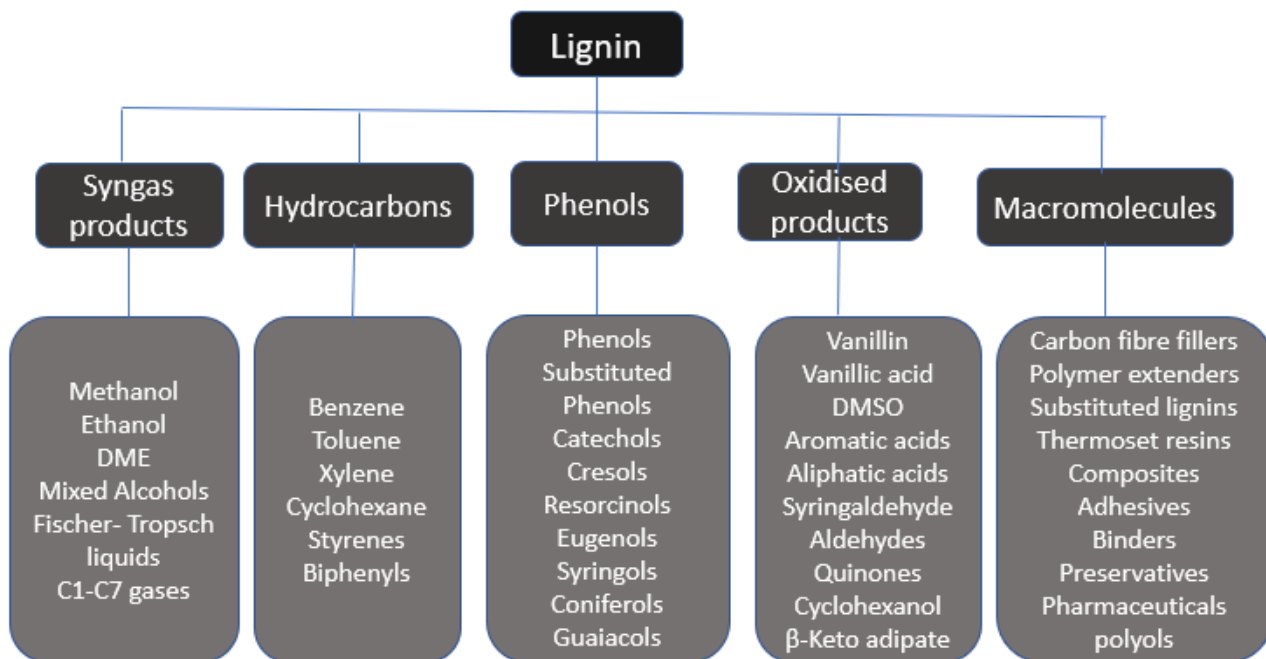 Lignin
Syngas
products
Hydrocarbons
Phenols
Oxidised
products
Macromolecules
Methanol
Ethanol
DME
Mixed Alcohols
Fischer- Tropsch
liquids
C1-C7 gases
Benzene
Toluene
Xylene
Cyclohexane
Styrenes
Biphenyls
Phenols
Substituted
Phenols
Catechols
Cresols
Resorcinols
Eugenols
Syringols
Coniferols
Guaiacols
Vanillin
Vanillic acid
DMSO
Aromatic acids
Aliphatic acids
Syringaldehyde
Aldehydes
Quinones
Cyclohexanol
β-Keto adipate
Carbon fibre fillers
Polymer extenders
Substituted lignins
Thermoset resins
Composites
Adhesives
Binders
Preservatives
Pharmaceuticals
polyols